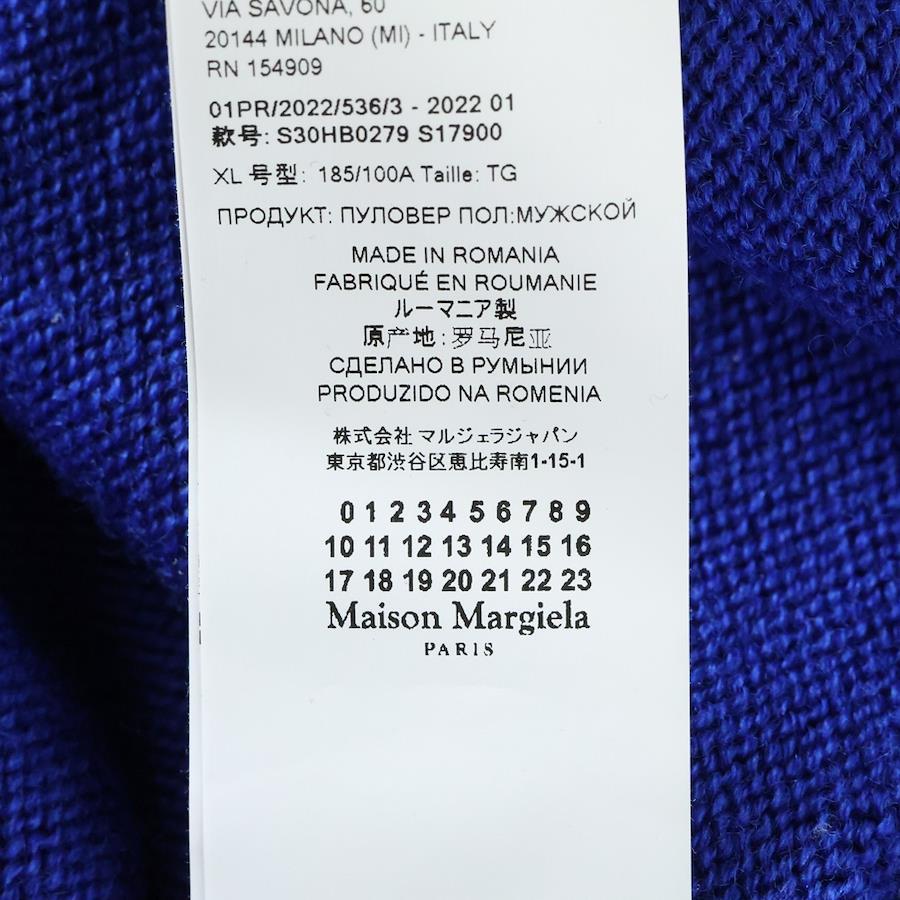 VIA SAVONA, 60
20144 MILANO (MI) - ITALY
RN 154909
01PR/2022/536/3 - 2022 01
款号: S30HB0279 S17900
XL 号型: 185/100A Taille: TG
ПРОДУКТ: ПУЛОВЕР ПОЛ:МУЖСКОЙ
MADE IN ROMANIA
FABRIQUÉ EN ROUMANIE
ルーマニア製
原产地:罗马尼亚
СДЕЛАНО В РУМЫНИИ
PRODUZIDO NA ROMENIA
株式会社 マルジェラジャパン
東京都渋谷区恵比寿南1-15-1
0 1 2 3 4 5 6 7 8 9
10 11 12 13 14 15 16
17 18 19 20 21 22 23
Maison Margiela
PARIS